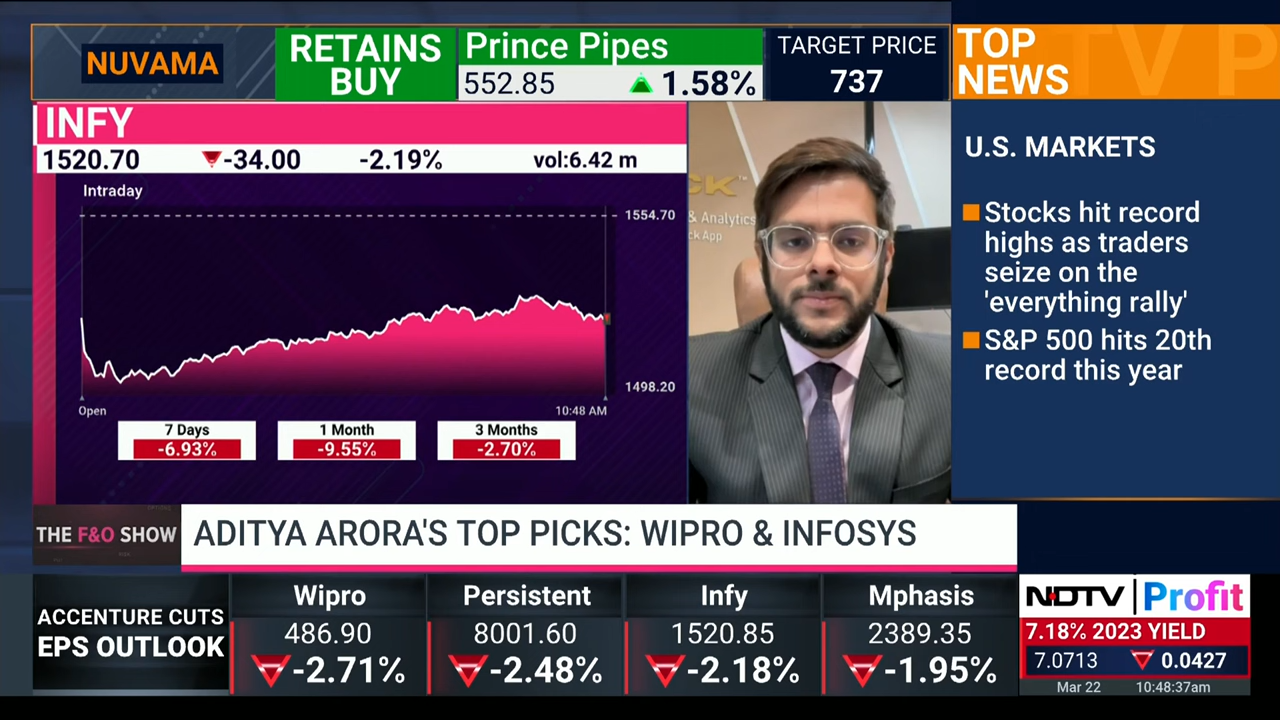 NUVAMA
RETAINS
BUY
Prince Pipes
552.85 1.58%
TARGET PRICE
737
TOP
NEWS
INFY
1520.70 -34.00 -2.19% vol:6.42 m
Intraday
1554.70
1498.20
Open
10:48 AM
7 Days
-6.93%
1 Month
-9.55%
3 Months
-2.70%
CK™
& Analytics
ck App
U.S. MARKETS
Stocks hit record
highs as traders
seize on the
'everything rally'
S&P 500 hits 20th
record this year
THE F&O SHOW
ADITYA ARORA'S TOP PICKS: WIPRO & INFOSYS
ACCENTURE CUTS
EPS OUTLOOK
Wipro
486.90
-2.71%
Persistent
8001.60
-2.48%
Infy
1520.85
-2.18%
Mphasis
2389.35
-1.95%
NDTV Profit
7.18% 2023 YIELD
7.0713 0.0427
Mar 22 10:48:37am